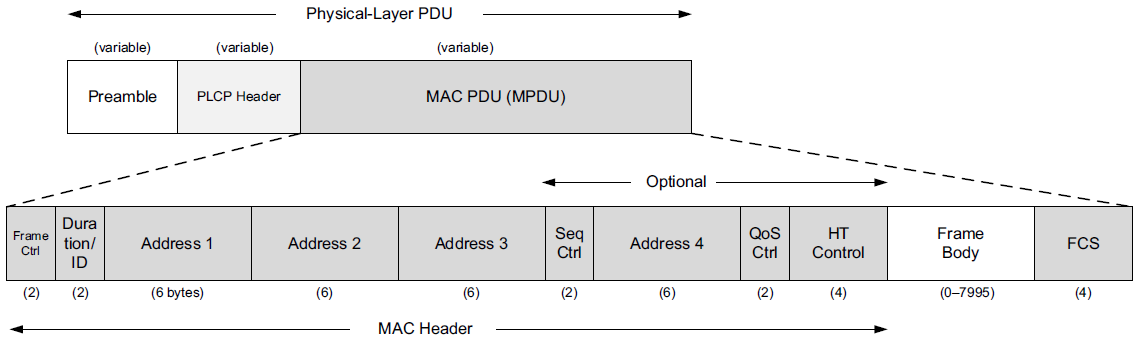 Physical-Layer PDU
(variable) (variable) (variable)
Preamble PLCP Header MAC PDU (MPDU)
Optional
Frame
Ctrl
Dura
tion/
ID
Address 1
Address 2
Address 3
Seq
Ctrl
Address 4
QoS
Ctrl
HT
Control
Frame
Body
FCS
(2) (2) (6 bytes) (6) (6) (2) (6) (2) (4) (0–7995) (4)
MAC Header